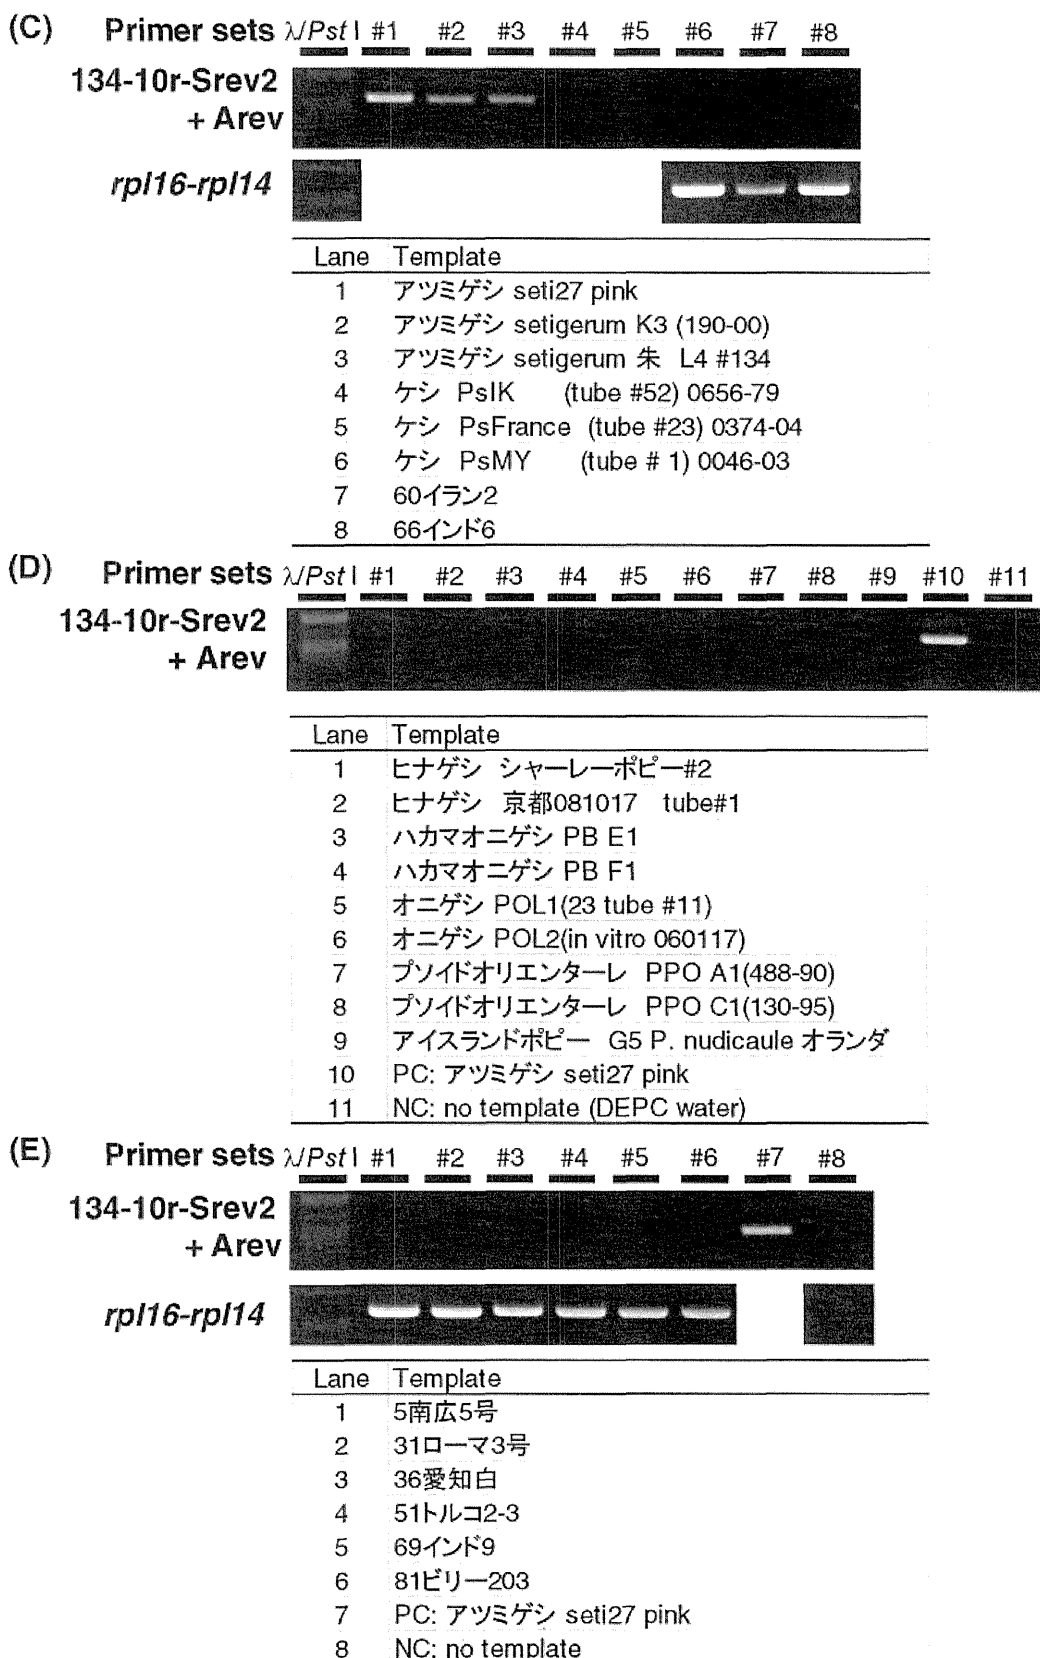 (C) Primer sets λ/Pst I #1 #2 #3 #4 #5 #6 #7 #8
134-10r-Srev2
+ Arev
rpl16-rpl14
Lane Template
1 アツミゲシ seti27 pink
2 アツミゲシ setigerum K3 (190-00)
3 アツミゲシ setigerum 朱 L4 #134
4 ケシ PsIK (tube #52) 0656-79
5 ケシ PsFrance (tube #23) 0374-04
6 ケシ PsMY (tube # 1) 0046-03
7 60イラン2
8 66インド6
(D) Primer sets λ/Pst I #1 #2 #3 #4 #5 #6 #7 #8 #9 #10 #11
134-10r-Srev2
+ Arev
Lane Template
1 ヒナゲシ シャーレーポピー#2
2 ヒナゲシ 京都081017 tube#1
3 ハカマオニゲシ PB E1
4 ハカマオニゲシ PB F1
5 オニゲシ POL1(23 tube #11)
6 オニゲシ POL2(in vitro 060117)
7 プソイドオリエンターレ PPO A1(488-90)
8 プソイドオリエンターレ PPO C1(130-95)
9 アイスランドポピー G5 P. nudicaule オランダ
10 PC: アツミゲシ seti27 pink
11 NC: no template (DEPC water)
(E) Primer sets λ/Pst I #1 #2 #3 #4 #5 #6 #7 #8
134-10r-Srev2
+ Arev
rpl16-rpl14
Lane Template
1 5南広5号
2 31ローマ3号
3 36愛知白
4 51トルコ2-3
5 69インド9
6 81ビリー203
7 PC: アツミゲシ seti27 pink
8 NC: no template